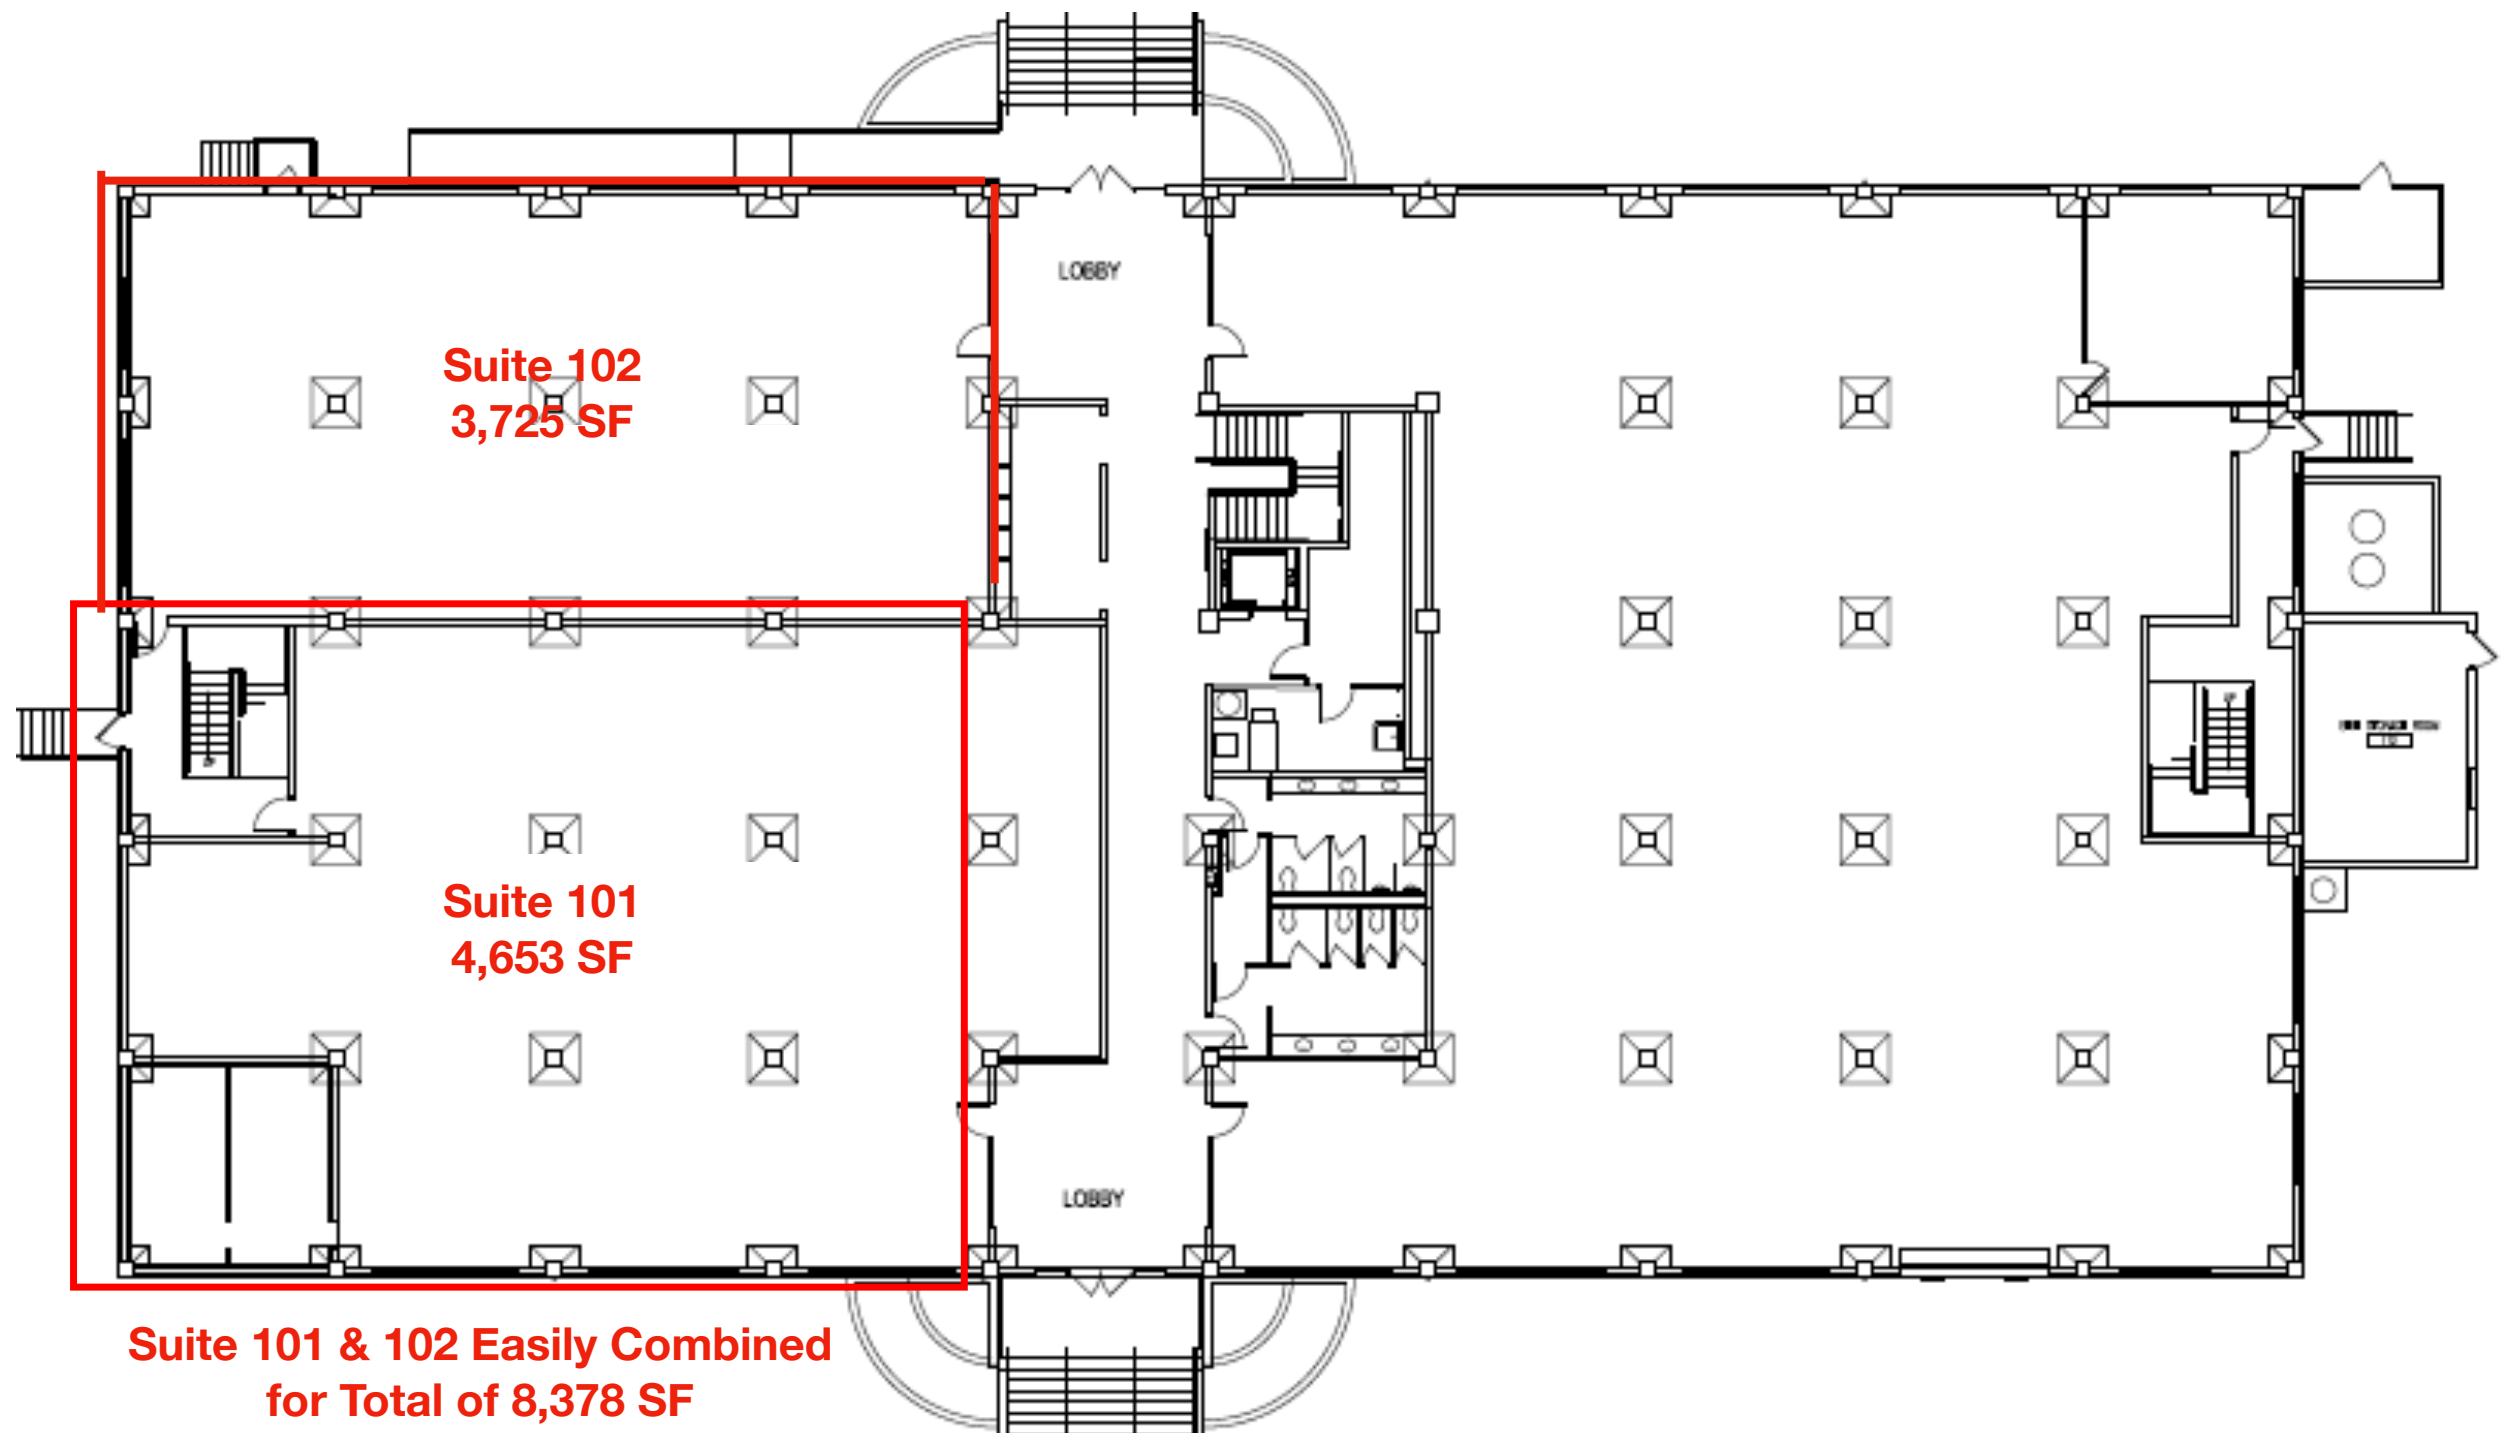 LOBBY
Suite 102
3,725 SF
Suite 101
4,653 SF
LOBBY
Suite 101 & 102 Easily Combined
for Total of 8,378 SF